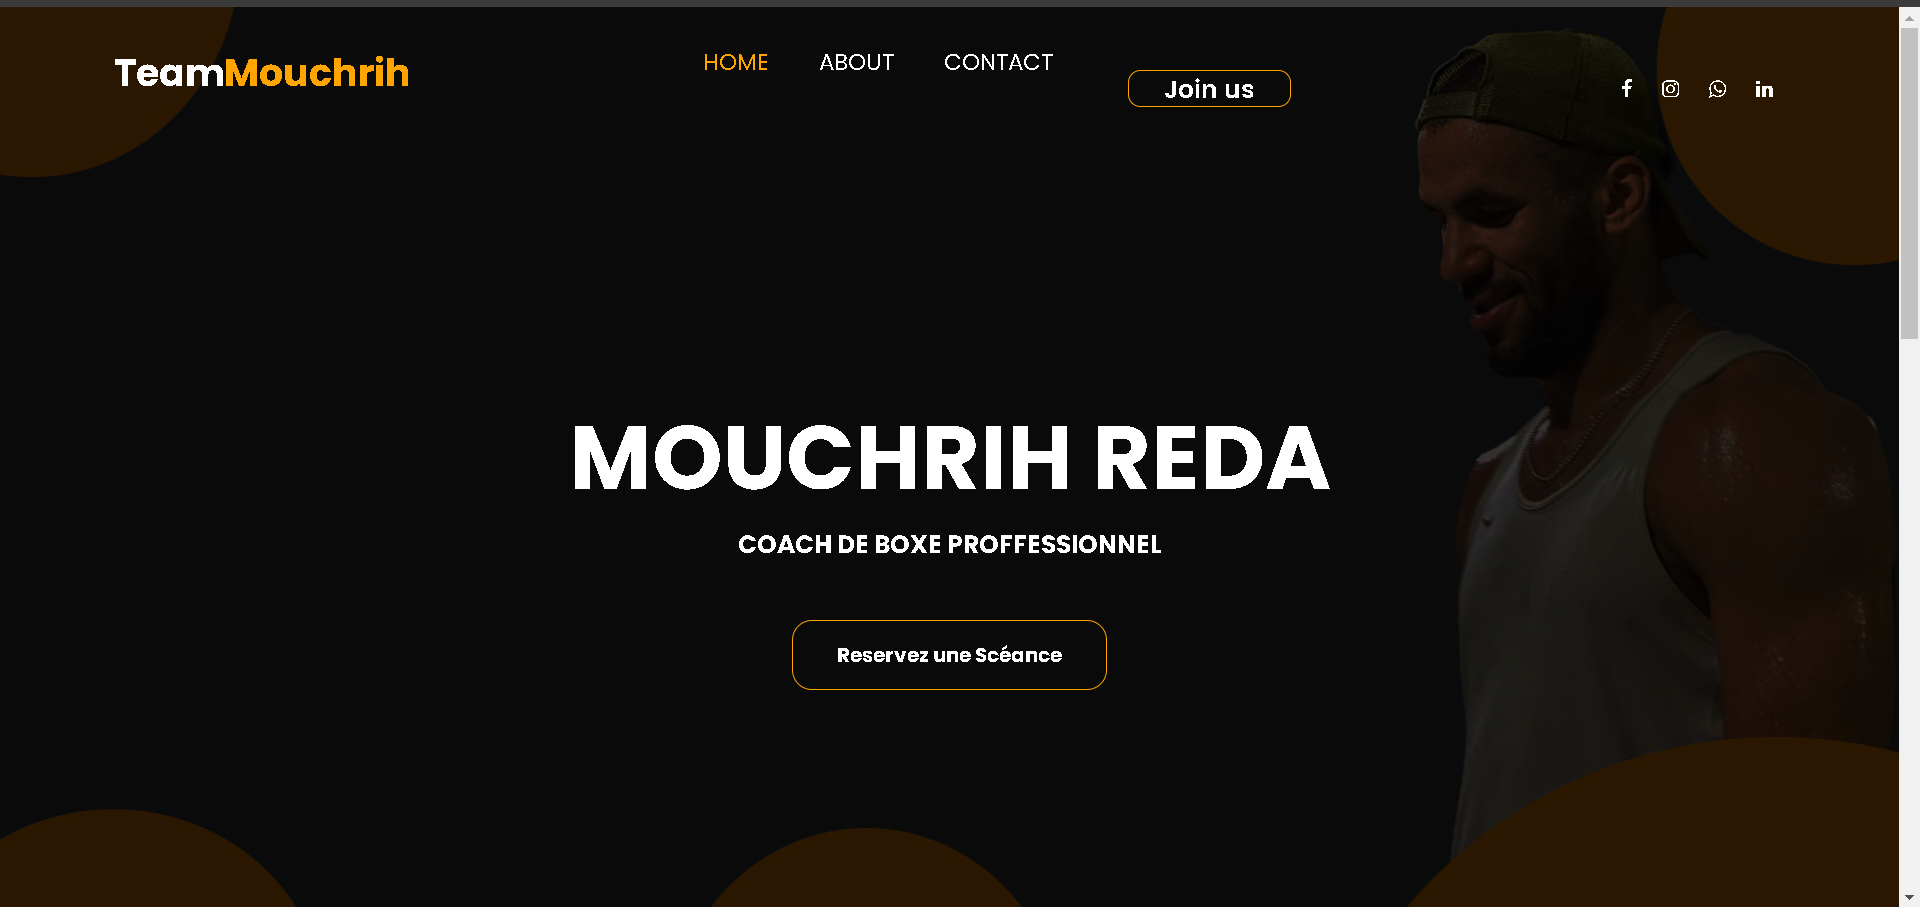 TeamMouchrih
HOME ABOUT CONTACT
Join us
MOUCHRIH REDA
COACH DE BOXE PROFFESSIONNEL
Reservez une Scéance